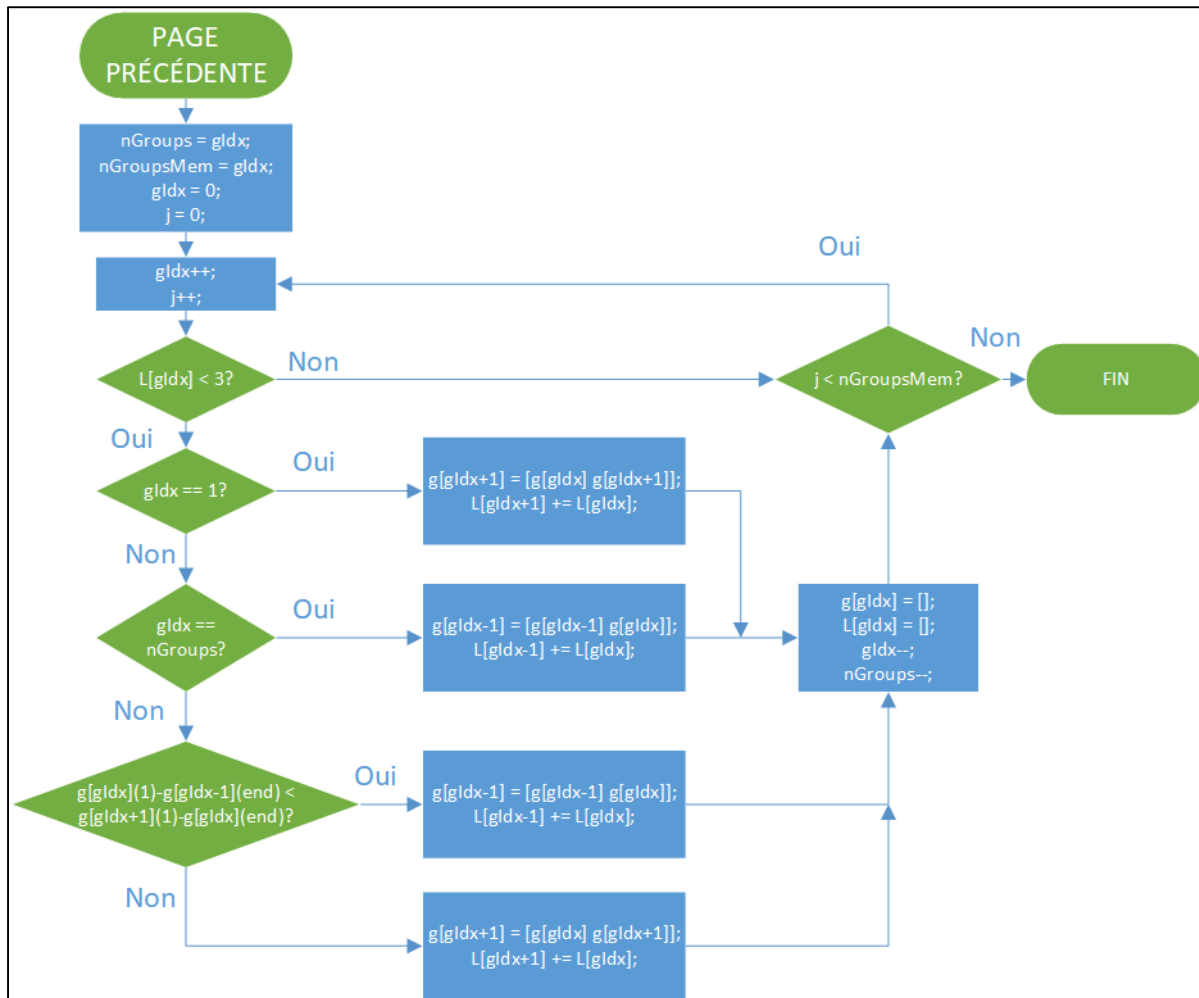 PAGE
PRÉCÉDENTE
nGroups = gIdx;
nGroupsMem = gIdx;
gIdx = 0;
j = 0;
gIdx++;
j++;
Oui
L[gIdx] < 3?
Non
j < nGroupsMem?
Non
FIN
Oui
gIdx == 1?
Oui
g[gIdx+1] = [g[gIdx] g[gIdx+1]];
L[gIdx+1] += L[gIdx];
Non
gIdx ==
nGroups?
Oui
g[gIdx-1] = [g[gIdx-1] g[gIdx]];
L[gIdx-1] += L[gIdx];
g[gIdx] = [];
L[gIdx] = [];
gIdx--;
nGroups--;
Non
g[gIdx](1)-g[gIdx-1](end) <
g[gIdx+1](1)-g[gIdx](end)?
Oui
g[gIdx-1] = [g[gIdx-1] g[gIdx]];
L[gIdx-1] += L[gIdx];
Non
g[gIdx+1] = [g[gIdx] g[gIdx+1]];
L[gIdx+1] += L[gIdx];